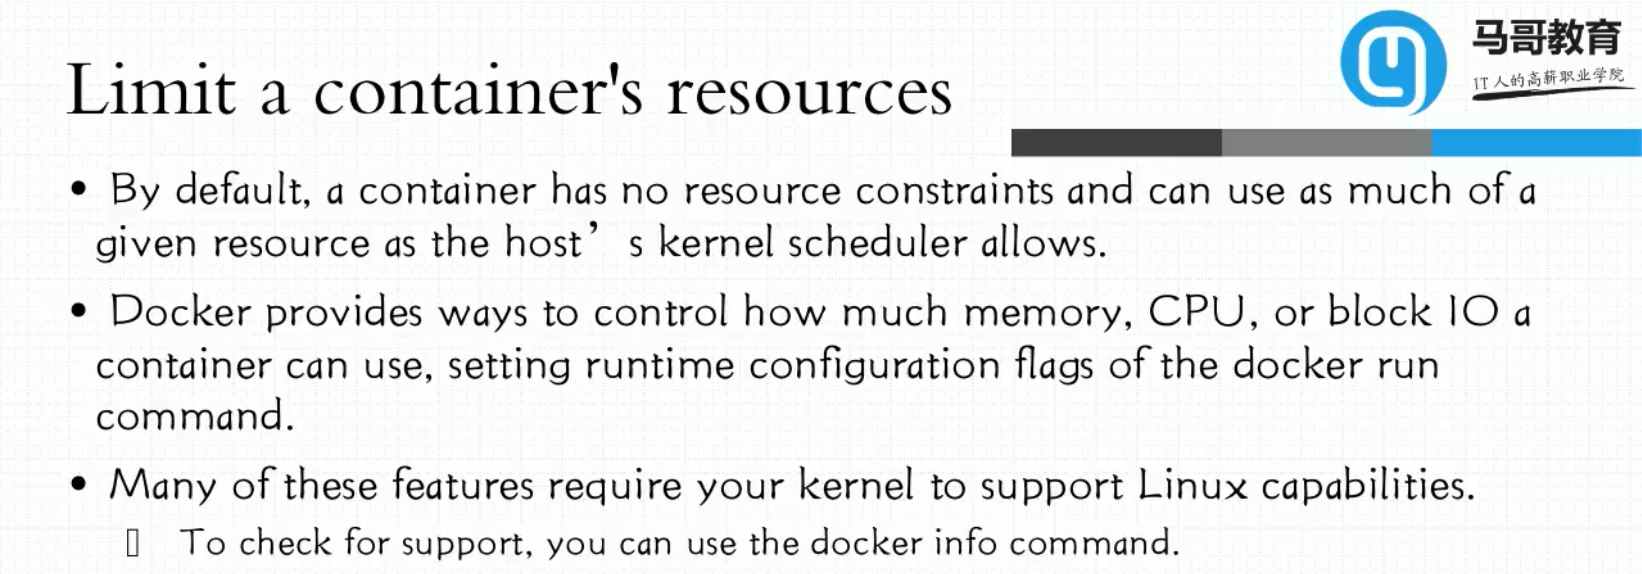 马哥教育
IT人的高薪职业学院
Limit a container's resources
• By default, a container has no resource constraints and can use as much of a
given resource as the host’s kernel scheduler allows.
• Docker provides ways to control how much memory, CPU, or block IO a
container can use, setting runtime configuration flags of the docker run
command.
• Many of these features require your kernel to support Linux capabilities.
To check for support, you can use the docker info command.